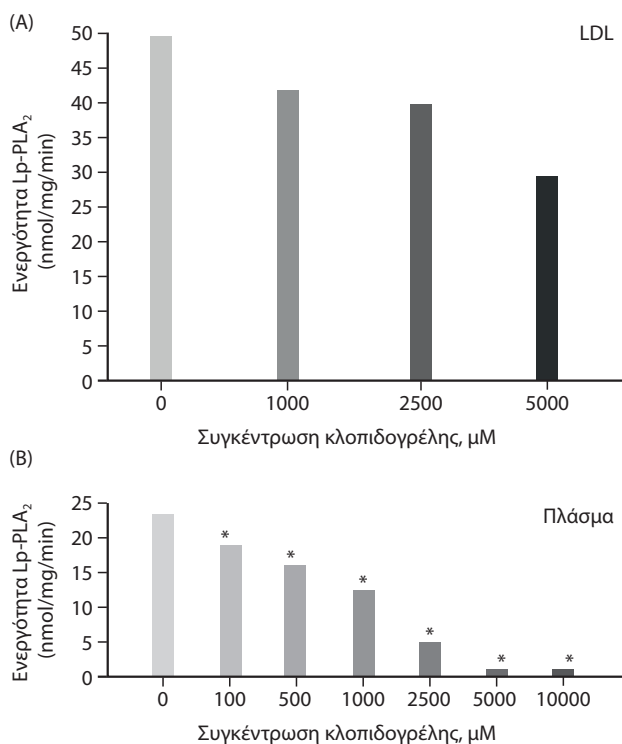 (A)
LDL
Ενεργότητα Lp-PLA₂
(nmol/mg/min)
50
45
40
35
30
25
20
15
10
5
0
0 1000 2500 5000
Συγκέντρωση κλοπιδογρέλης, μΜ
(B)
Πλάσμα
Ενεργότητα Lp-PLA₂
(nmol/mg/min)
25
20
15
10
5
0
* * * * * *
0 100 500 1000 2500 5000 10000
Συγκέντρωση κλοπιδογρέλης, μΜ